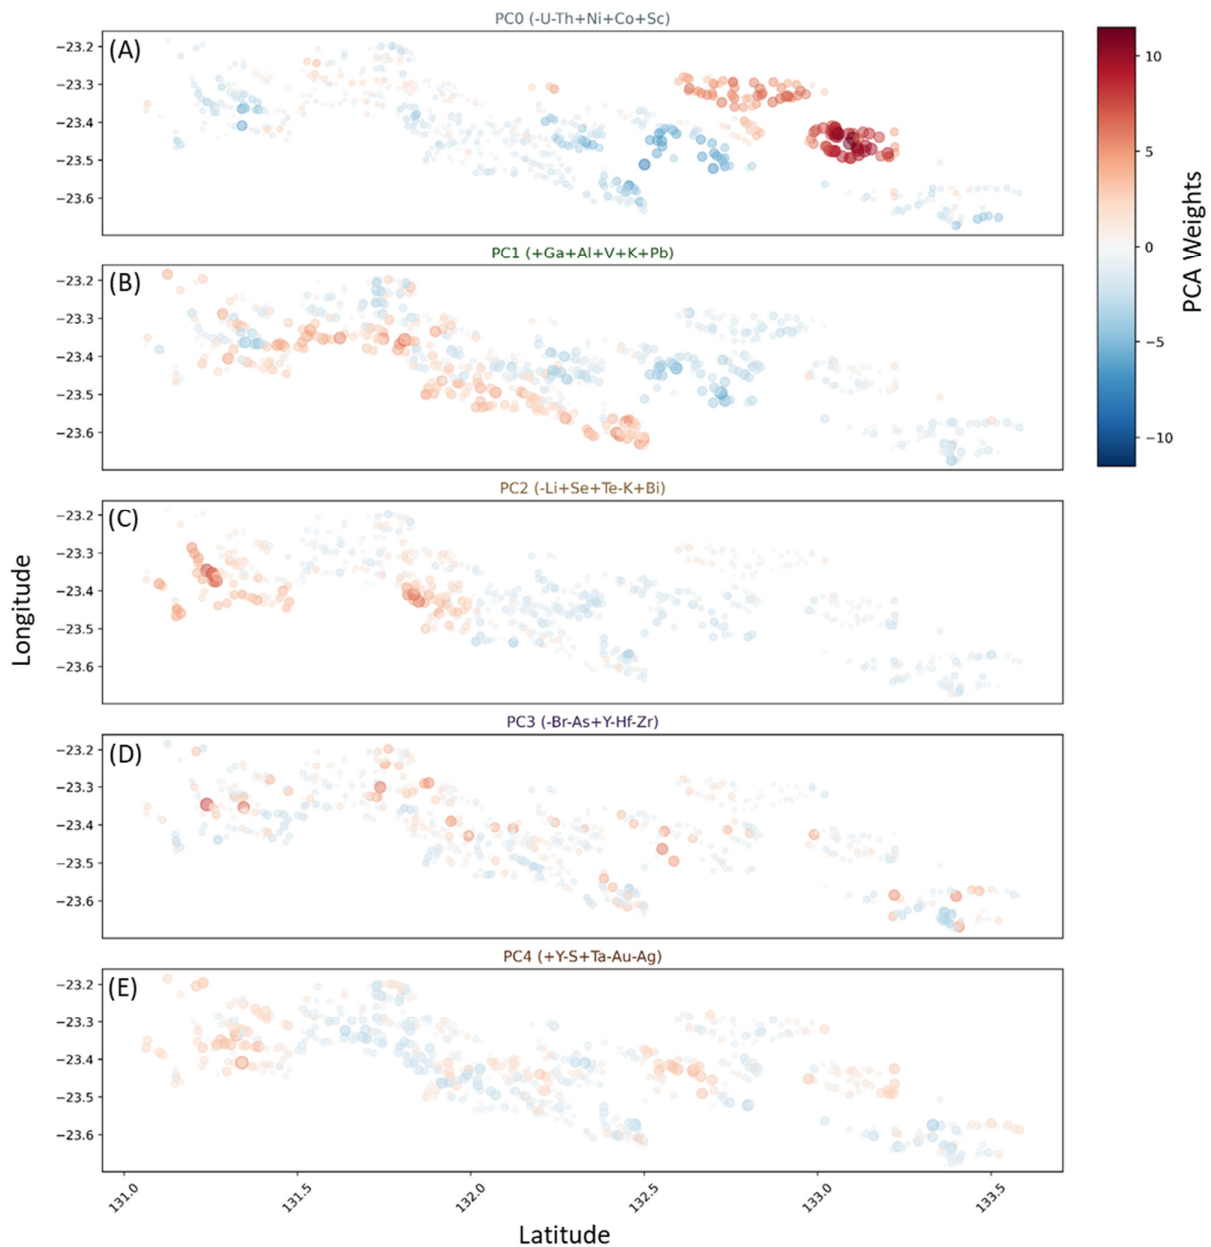 PC0 (-U-Th+Ni+Co+Sc)
(A)
−23.2
−23.3
−23.4
−23.5
−23.6
PC1 (+Ga+Al+V+K+Pb)
(B)
−23.2
−23.3
−23.4
−23.5
−23.6
PC2 (-Li+Se+Te-K+Bi)
(C)
−23.2
−23.3
−23.4
−23.5
−23.6
PC3 (-Br-As+Y-Hf-Zr)
(D)
−23.2
−23.3
−23.4
−23.5
−23.6
PC4 (+Y-S+Ta-Au-Ag)
(E)
−23.2
−23.3
−23.4
−23.5
−23.6
131.0
131.5
132.0
132.5
133.0
133.5
Latitude
Longitude
10
5
0
−5
−10
PCA Weights